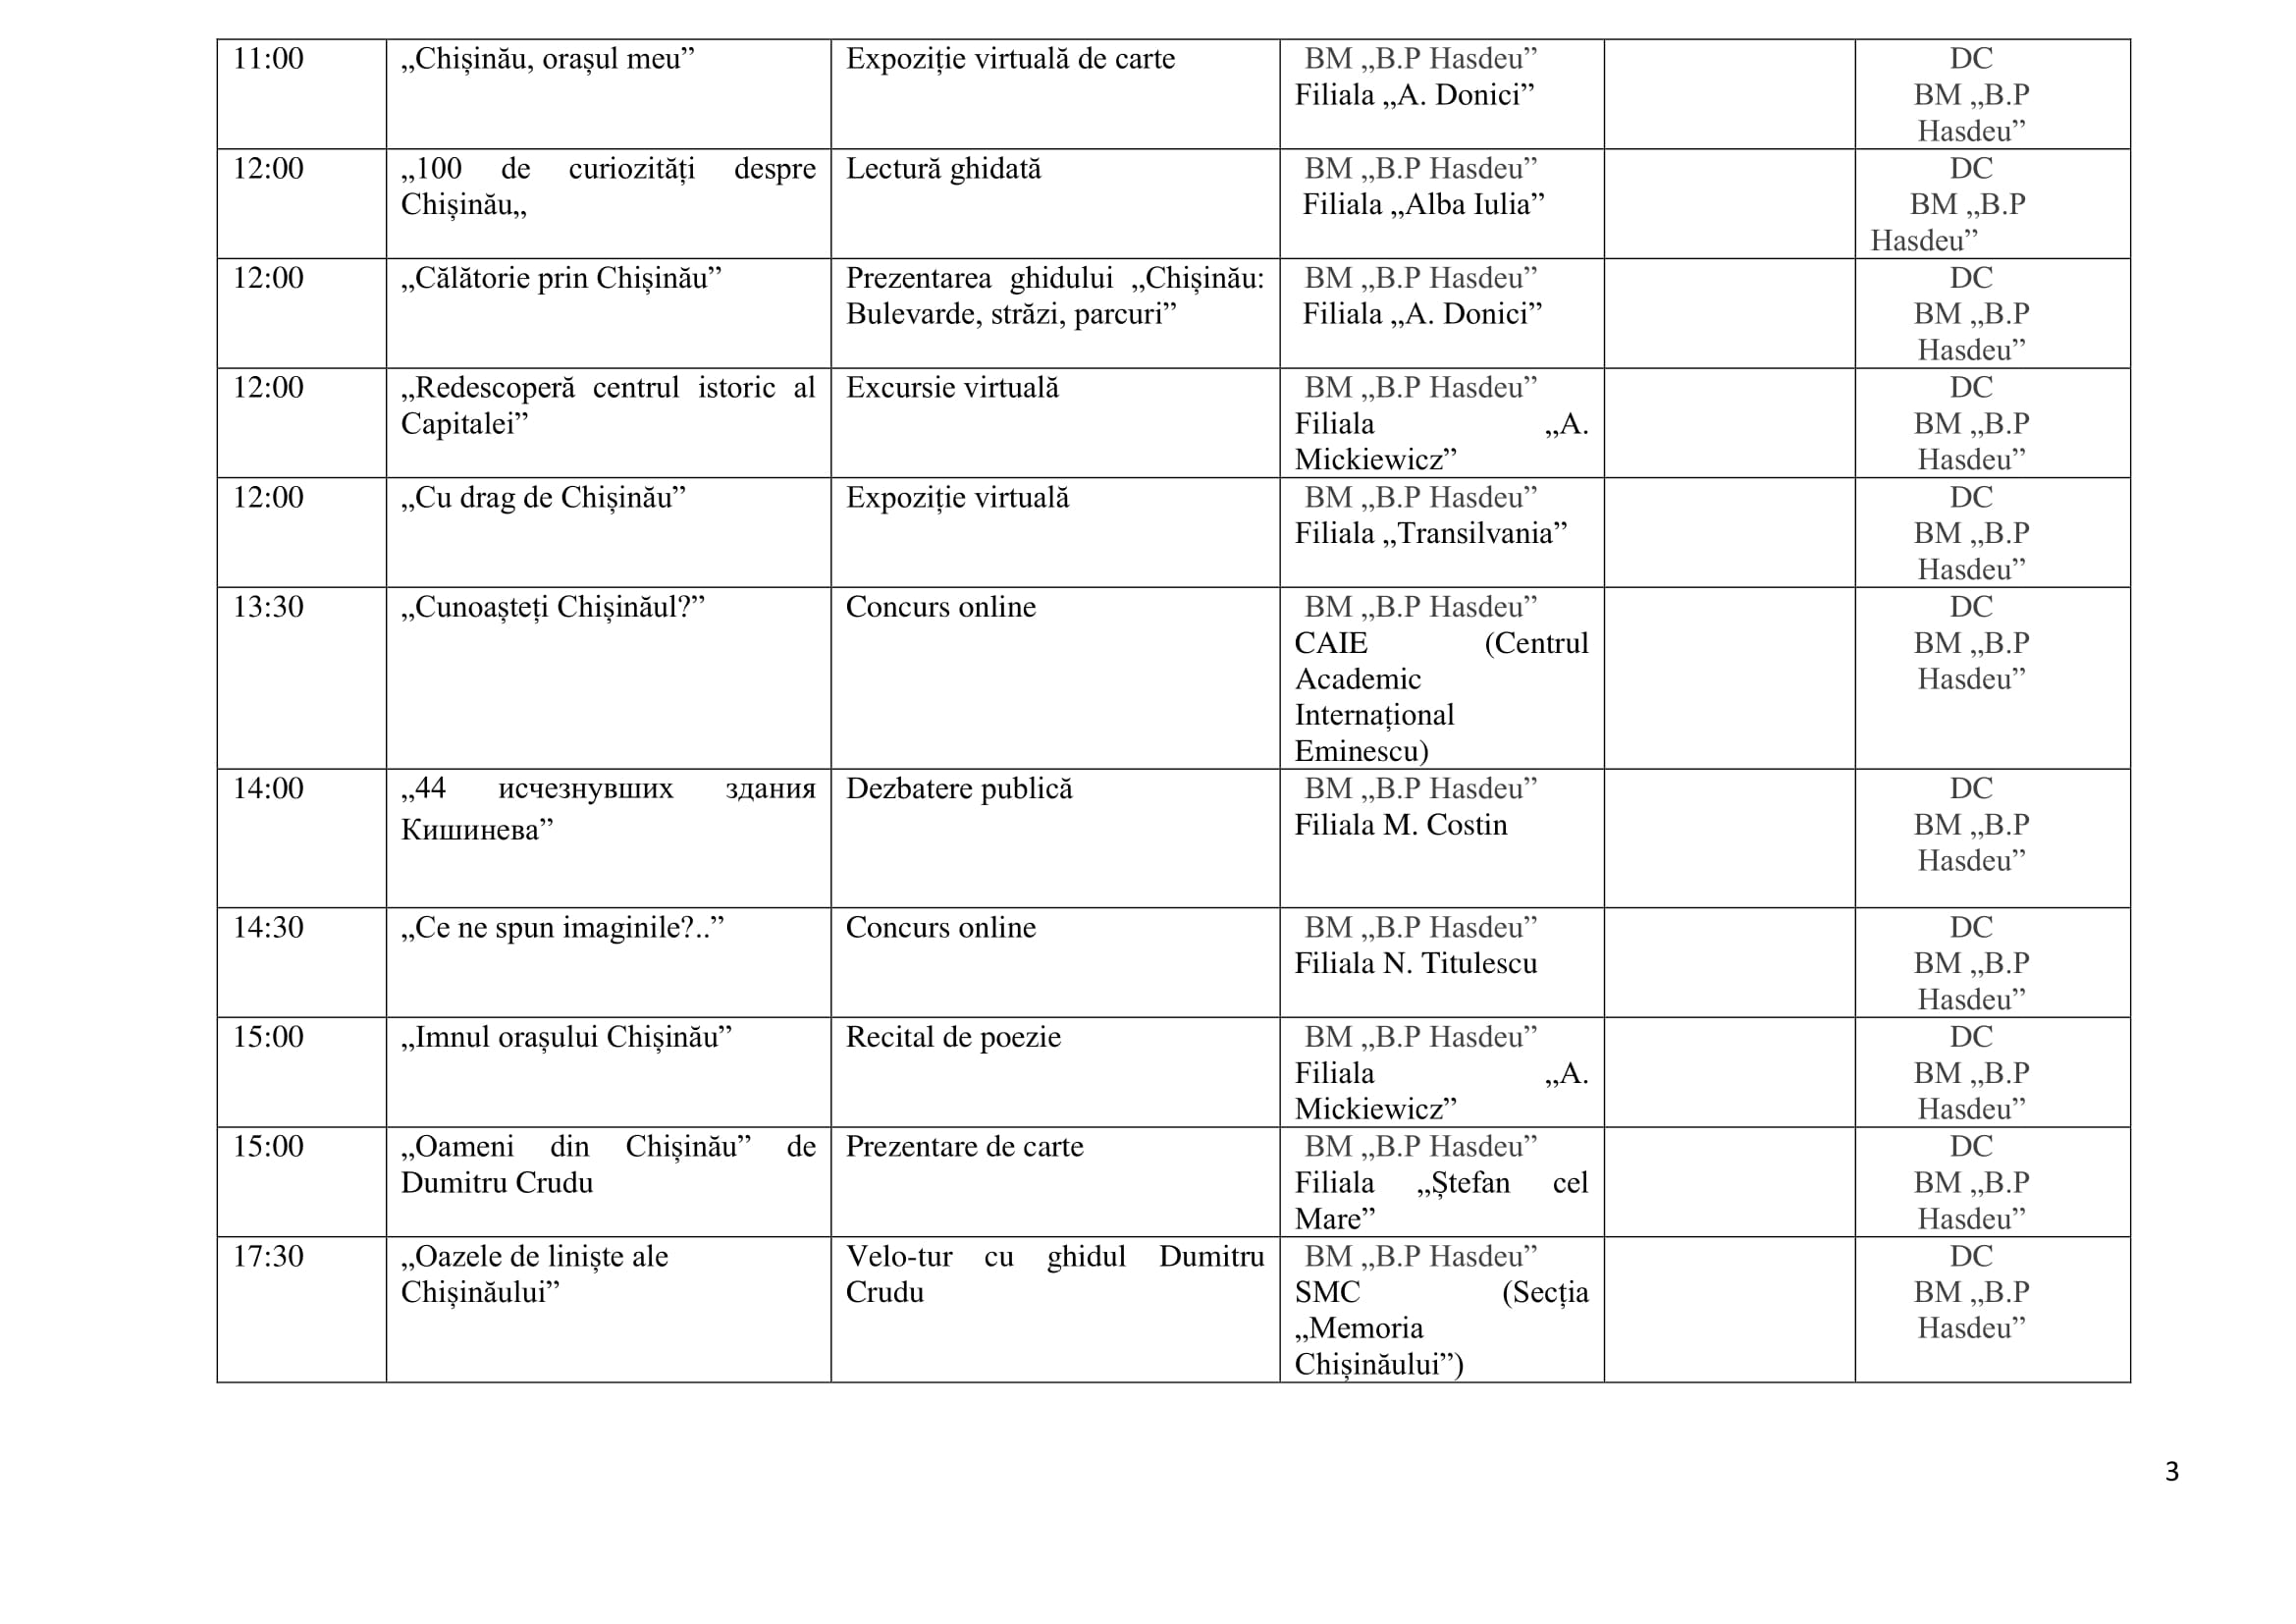 11:00
„Chișinău, orașul meu”
Expoziție virtuală de carte
BM „B.P Hasdeu”
Filiala „A. Donici”
DC
BM „B.P
Hasdeu”
12:00
„100 de curiozități despre
Chișinău„
Lectură ghidată
BM „B.P Hasdeu”
Filiala „Alba Iulia”
DC
BM „B.P
Hasdeu”
12:00
„Călătorie prin Chișinău”
Prezentarea ghidului „Chișinău:
Bulevarde, străzi, parcuri”
BM „B.P Hasdeu”
Filiala „A. Donici”
DC
BM „B.P
Hasdeu”
12:00
„Redescoperă centrul istoric al
Capitalei”
Excursie virtuală
BM „B.P Hasdeu”
Filiala „A.
Mickiewicz”
DC
BM „B.P
Hasdeu”
12:00
„Cu drag de Chișinău”
Expoziție virtuală
BM „B.P Hasdeu”
Filiala „Transilvania”
DC
BM „B.P
Hasdeu”
13:30
„Cunoașteți Chișinăul?”
Concurs online
BM „B.P Hasdeu”
CAIE (Centrul
Academic
Internațional
Eminescu)
DC
BM „B.P
Hasdeu”
14:00
„44 исчезнувших здания
Кишинева”
Dezbatere publică
BM „B.P Hasdeu”
Filiala M. Costin
DC
BM „B.P
Hasdeu”
14:30
„Ce ne spun imaginile?..”
Concurs online
BM „B.P Hasdeu”
Filiala N. Titulescu
DC
BM „B.P
Hasdeu”
15:00
„Imnul orașului Chișinău”
Recital de poezie
BM „B.P Hasdeu”
Filiala „A.
Mickiewicz”
DC
BM „B.P
Hasdeu”
15:00
„Oameni din Chișinău” de
Dumitru Crudu
Prezentare de carte
BM „B.P Hasdeu”
Filiala „Ștefan cel
Mare”
DC
BM „B.P
Hasdeu”
17:30
„Oazele de liniște ale
Chișinăului”
Velo-tur cu ghidul Dumitru
Crudu
BM „B.P Hasdeu”
SMC (Secția
„Memoria
Chișinăului”)
DC
BM „B.P
Hasdeu”
3